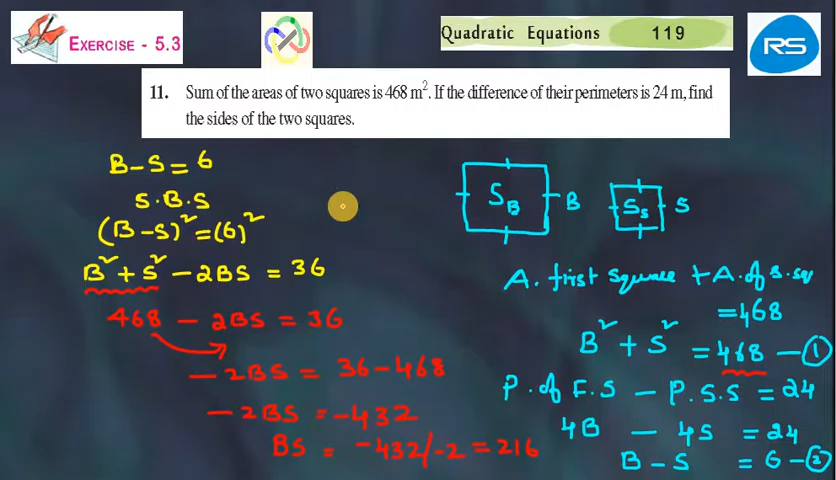 EXERCISE - 5.3
Quadratic Equations 119
RS
11. Sum of the areas of two squares is 468 m². If the difference of their perimeters is 24 m, find
the sides of the two squares.
B - S = 6
S.B.S
(B - S)² = (6)²
B² + S² - 2BS = 36
468 - 2BS = 36
- 2BS = 36 - 468
- 2BS = -432
BS = -432/-2 = 216
S_B B S_S S
A. frist square + A. of s.sq
= 468
B² + S² = 468 - ①
P. of F.S - P.S.S = 24
4B - 4S = 24
B - S = 6 - ②